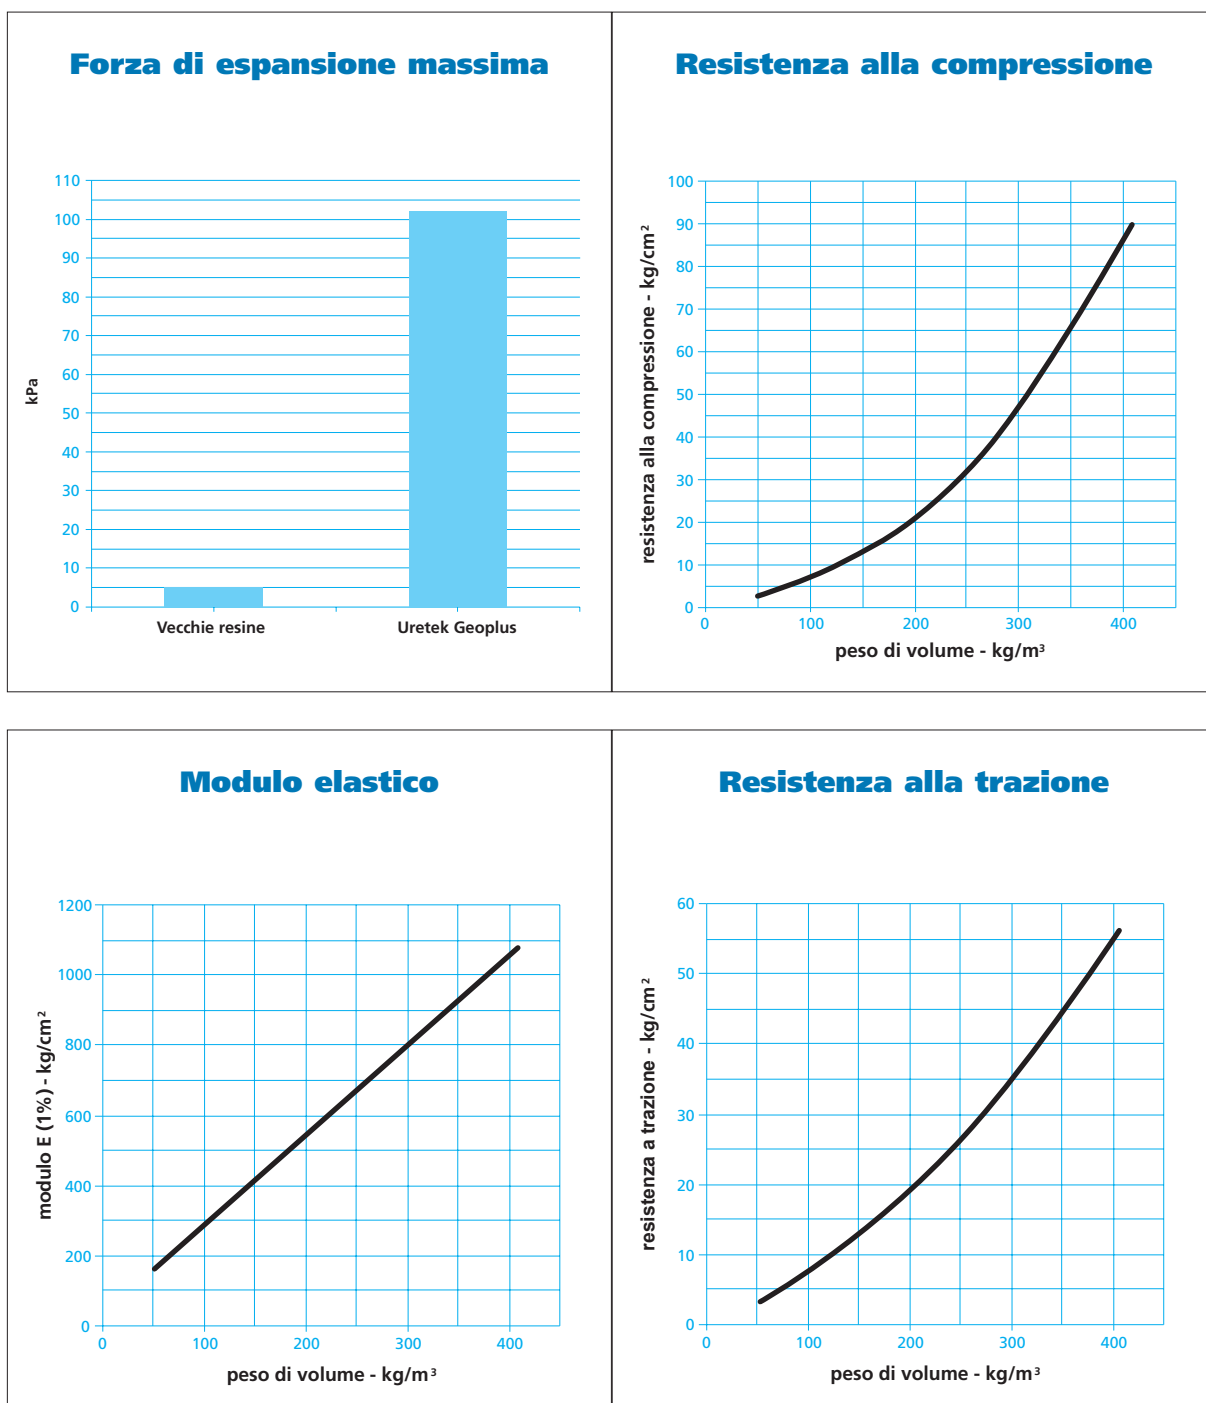 Forza di espansione massima
110
100
90
80
70
60
50
40
30
20
10
0
kPa
Vecchie resine
Uretek Geoplus
Resistenza alla compressione
100
90
80
70
60
50
40
30
20
10
0
resistenza alla compressione - kg/cm²
0 100 200 300 400
peso di volume - kg/m³
Modulo elastico
1200
1000
800
600
400
200
0
modulo E (1%) - kg/cm²
0 100 200 300 400
peso di volume - kg/m³
Resistenza alla trazione
60
50
40
30
20
10
0
resistenza a trazione - kg/cm²
0 100 200 300 400
peso di volume - kg/m³